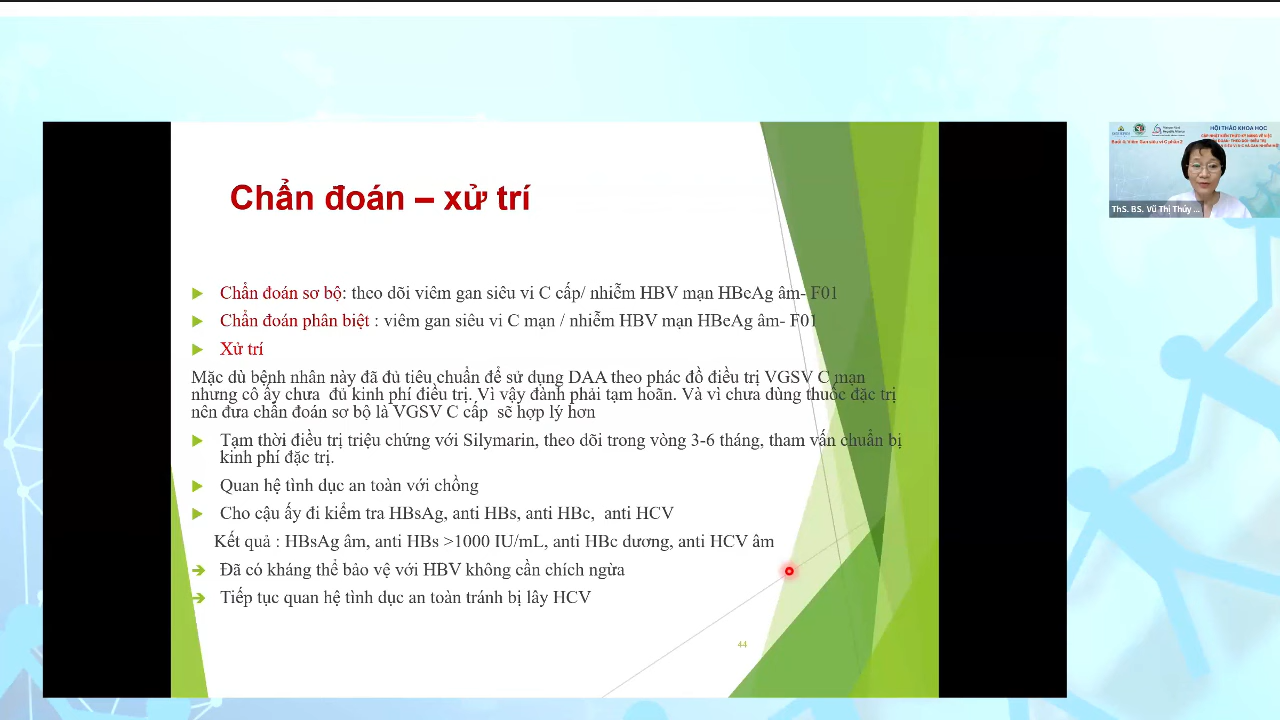 Chẩn đoán – xử trí
Chẩn đoán sơ bộ: theo dõi viêm gan siêu vi C cấp/ nhiễm HBV mạn HBeAg âm- F01
Chẩn đoán phân biệt : viêm gan siêu vi C mạn / nhiễm HBV mạn HBeAg âm- F01
Xử trí
Mặc dù bệnh nhân này đã đủ tiêu chuẩn để sử dụng DAA theo phác đồ điều trị VGSV C mạn
nhưng cô ấy chưa đủ kinh phí điều trị. Vì vậy đành phải tạm hoãn. Và vì chưa dùng thuốc đặc trị
nên đưa chẩn đoán sơ bộ là VGSV C cấp sẽ hợp lý hơn
Tạm thời điều trị triệu chứng với Silymarin, theo dõi trong vòng 3-6 tháng, tham vấn chuẩn bị
kinh phí đặc trị.
Quan hệ tình dục an toàn với chồng
Cho cậu ấy đi kiểm tra HBsAg, anti HBs, anti HBc, anti HCV
Kết quả : HBsAg âm, anti HBs >1000 IU/mL, anti HBc dương, anti HCV âm
Đã có kháng thể bảo vệ với HBV không cần chích ngừa
Tiếp tục quan hệ tình dục an toàn tránh bị lây HCV
44
HỘI THẢO KHOA HỌC
ThS. BS. Vũ Thị Thúy ...